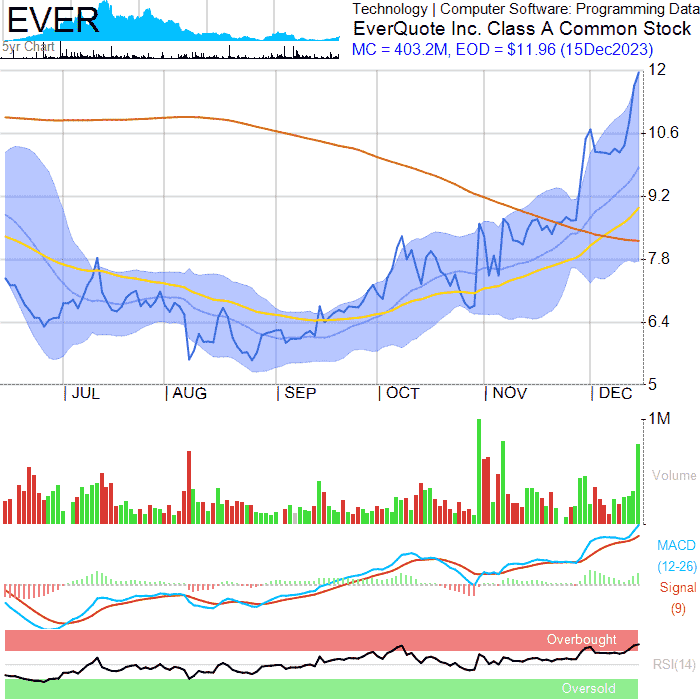 EVER
5yr Chart
Technology | Computer Software: Programming Data
EverQuote Inc. Class A Common Stock
MC = 403.2M, EOD = $11.96 (15Dec2023)
12
10.6
9.2
7.8
6.4
5
JUL
AUG
SEP
OCT
NOV
DEC
1M
Volume
MACD
(12-26)
Signal
(9)
Overbought
RSI(14)
Oversold